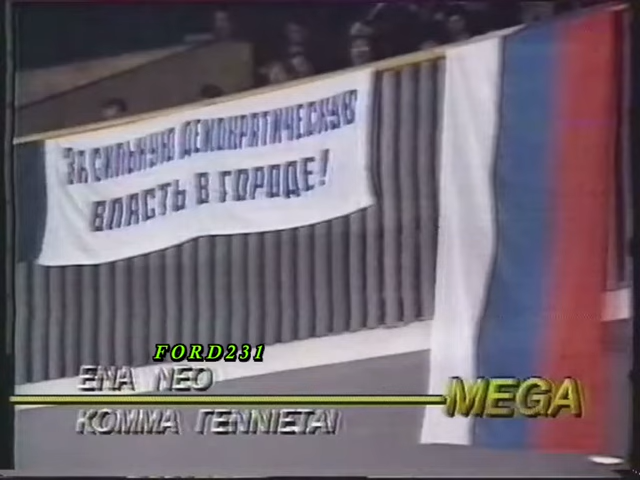 ЗА СИЛЬНУЮ ДЕМОКРАТИЧЕСКУЮ
ВЛАСТЬ В ГОРОДЕ!
FORD231
ΕΝΑ ΝΕΟ
ΚΟΜΜΑ ΓΕΝΝΙΕΤΑΙ
MEGA